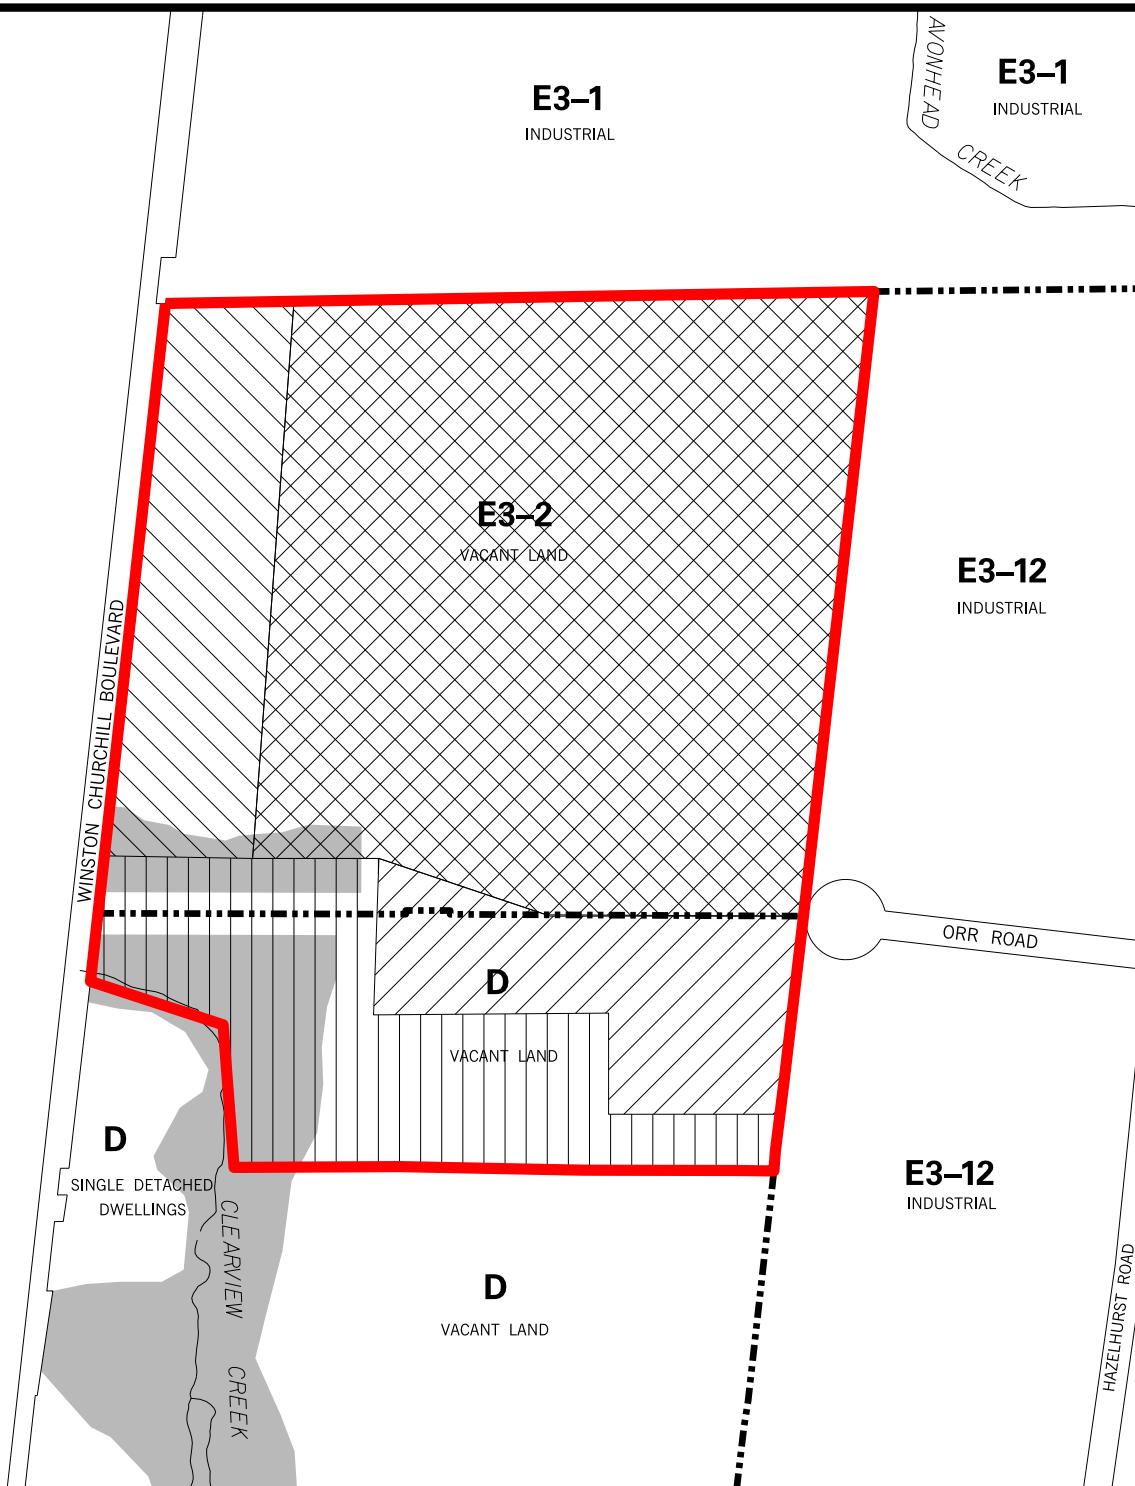 AVONHEAD
CREEK
E3–1
INDUSTRIAL
E3–1
INDUSTRIAL
E3–2
VACANT LAND
E3–12
INDUSTRIAL
WINSTON CHURCHILL BOULEVARD
ORR ROAD
D
VACANT LAND
D
SINGLE DETACHED
DWELLINGS
E3–12
INDUSTRIAL
CLEARVIEW
CREEK
D
VACANT LAND
HAZELHURST ROAD